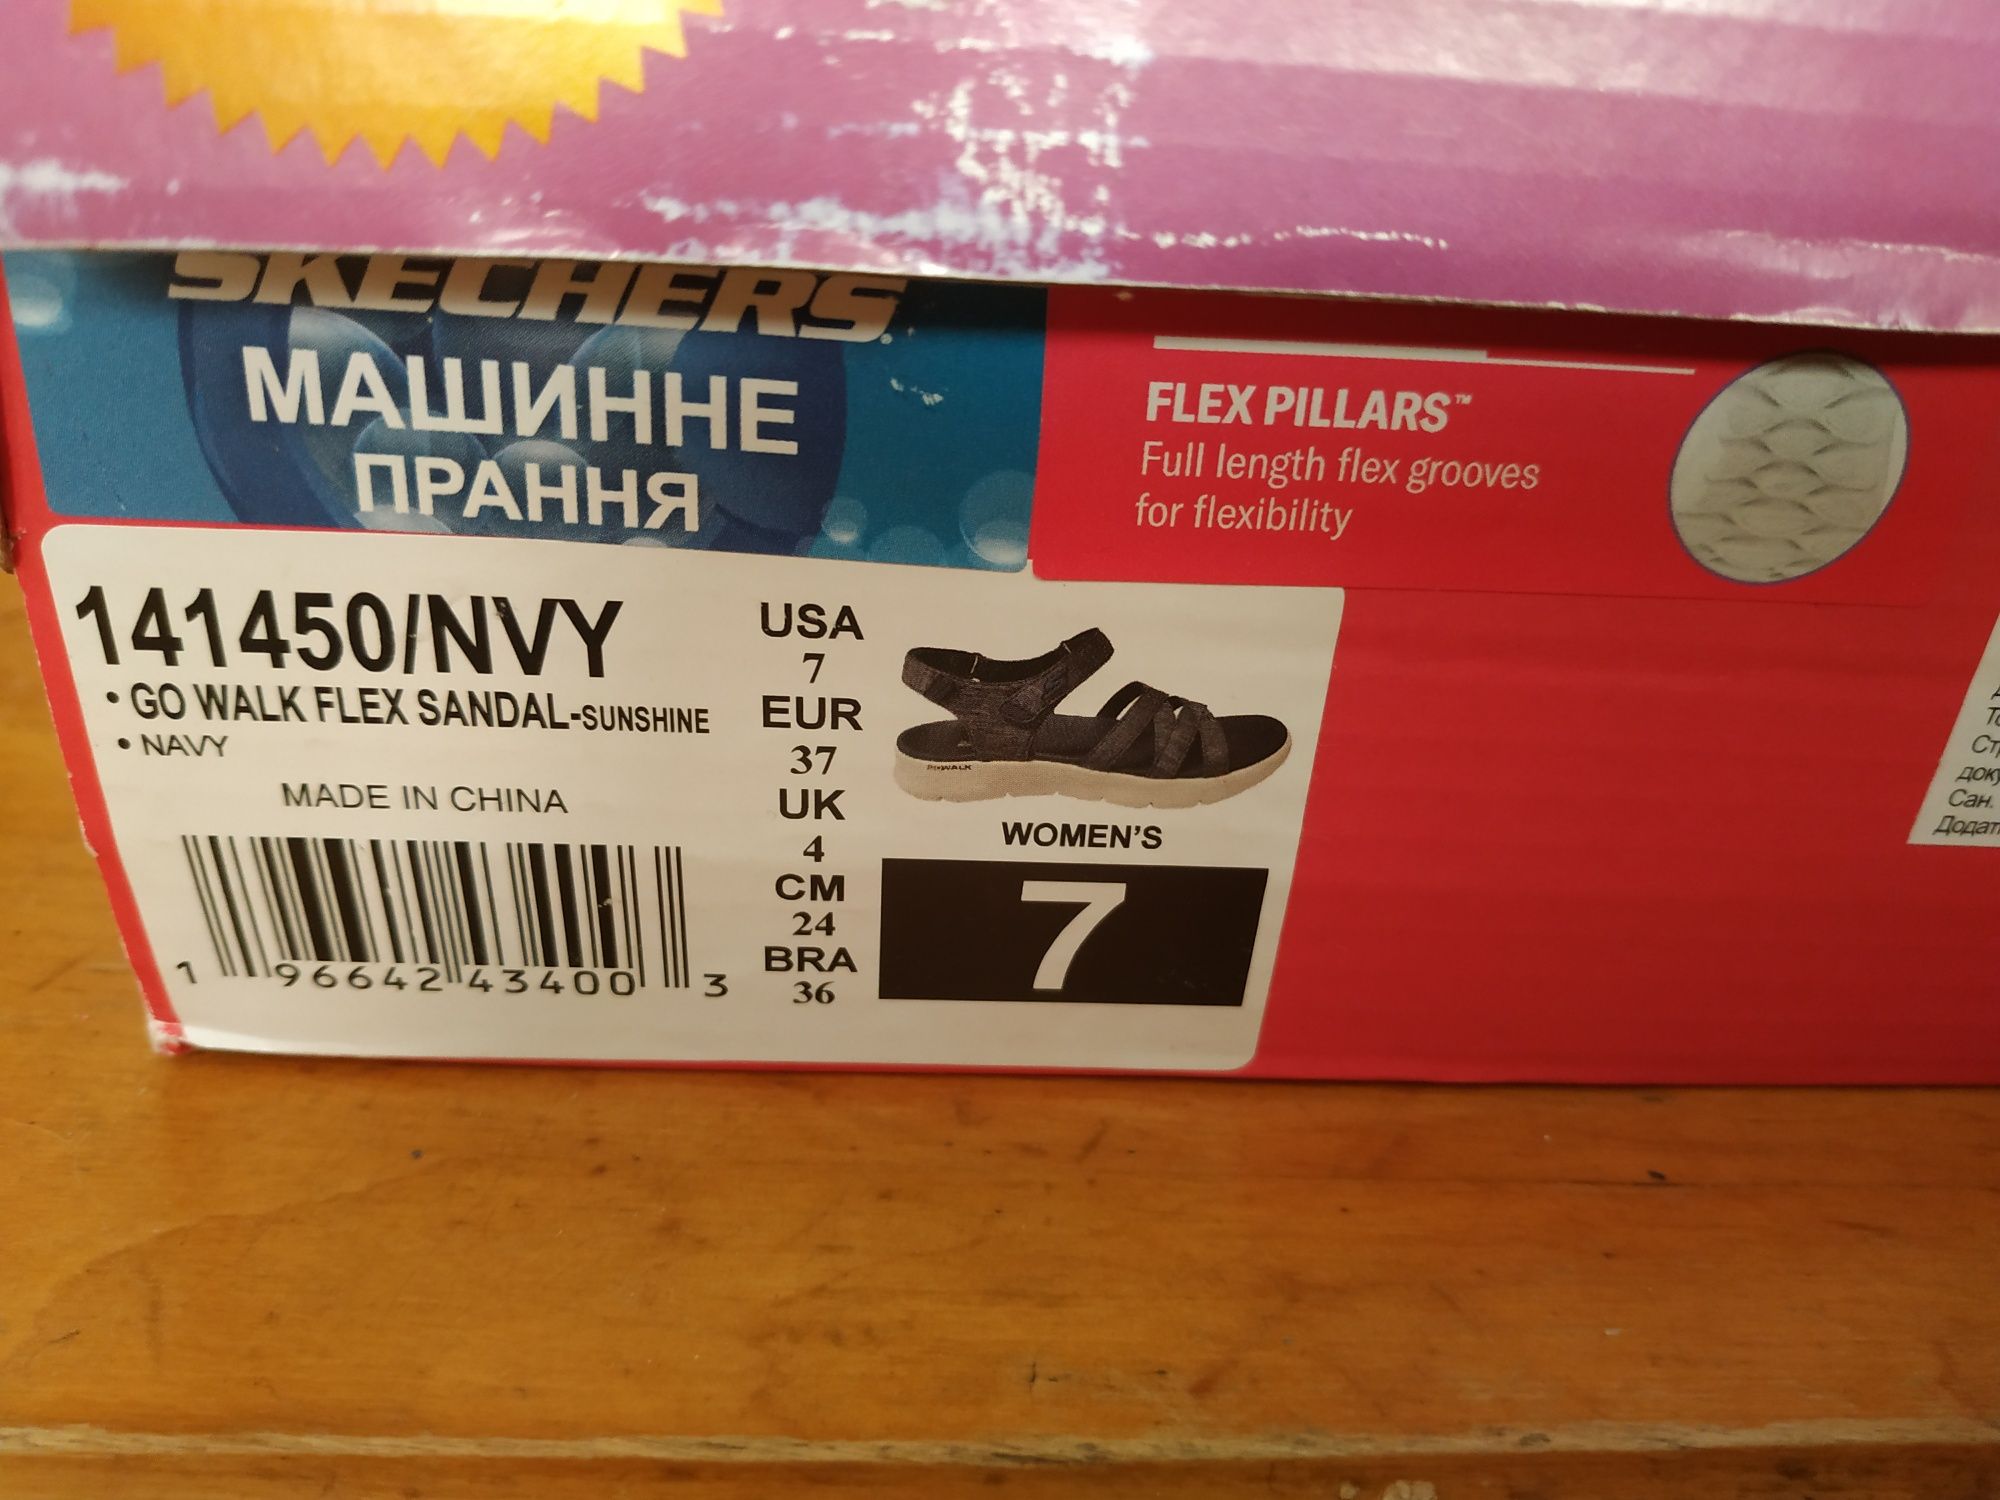 SKECHERS
МАШИННЕ
ПРАННЯ
FLEX PILLARS™
Full length flex grooves
for flexibility
141450/NVY
• GO WALK FLEX SANDAL-SUNSHINE
• NAVY
MADE IN CHINA
1 96642 43400 3
USA
7
EUR
37
UK
4
CM
24
BRA
36
GOWALK
WOMEN'S
7
Сан.